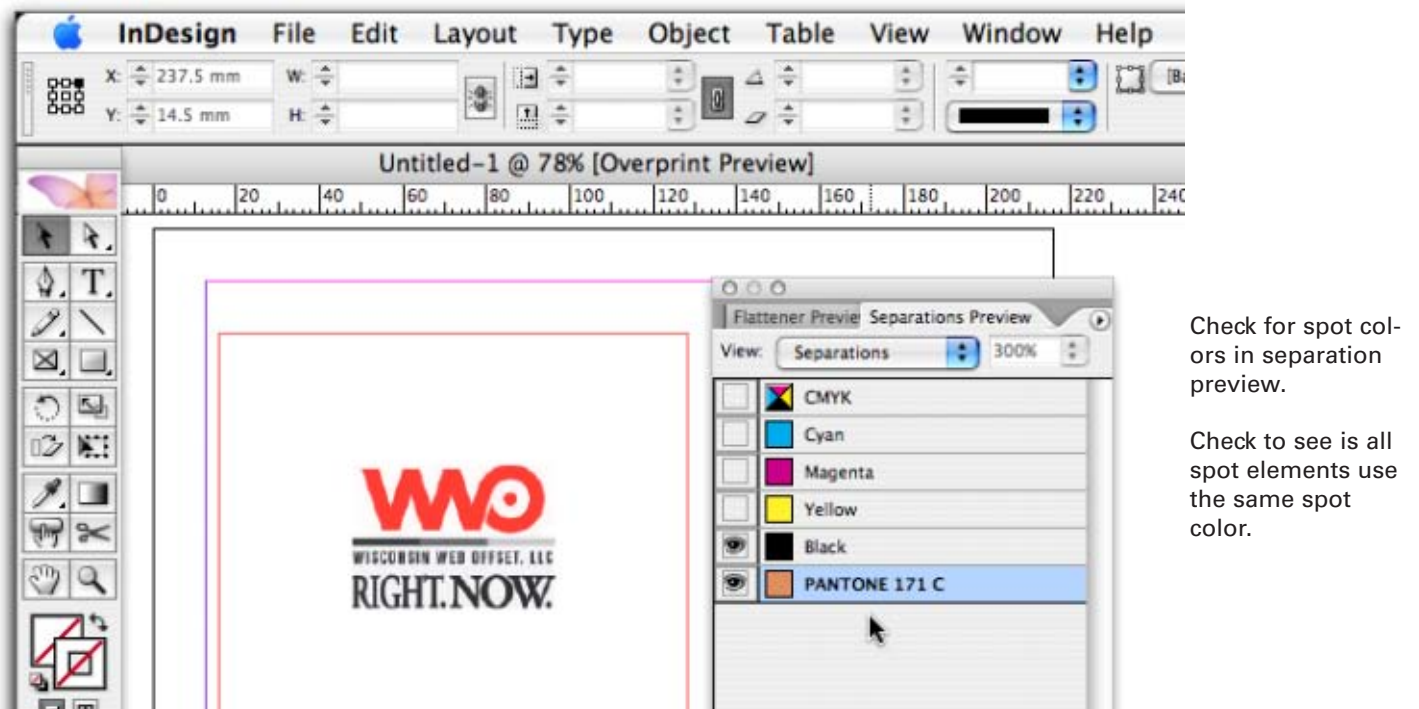 InDesign File Edit Layout Type Object Table View Window Help
X: 237.5 mm W:
Y: 14.5 mm H:
Untitled-1 @ 78% [Overprint Preview]
0 20 40 60 80 100 120 140 160 180 200 220 240
T
Flattener Previe Separations Preview
View: Separations 300%
CMYK
Cyan
Magenta
Yellow
Black
PANTONE 171 C
WO
WISCONSIN WEB OFFSET, LLC
RIGHT.NOW.
Check for spot col-
ors in separation
preview.
Check to see is all
spot elements use
the same spot
color.